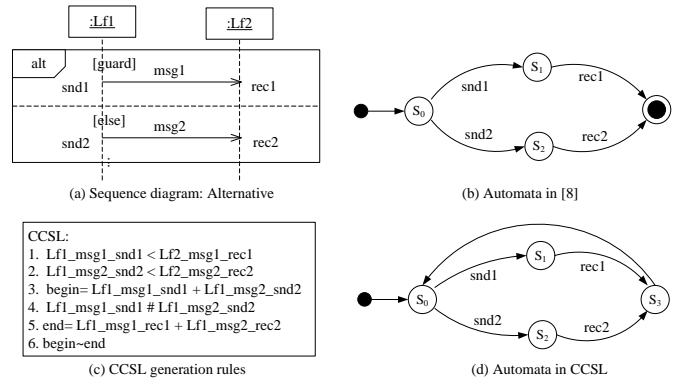 :Lf1
:Lf2
alt
[guard]
msg1
snd1
rec1
[else]
msg2
snd2
rec2
(a) Sequence diagram: Alternative
S0
snd1
S1
rec1
snd2
S2
rec2
(b) Automata in [8]
CCSL:
1. Lf1_msg1_snd1 < Lf2_msg1_rec1
2. Lf1_msg2_snd2 < Lf2_msg2_rec2
3. begin= Lf1_msg1_snd1 + Lf1_msg2_snd2
4. Lf1_msg1_snd1 # Lf1_msg2_snd2
5. end= Lf1_msg1_rec1 + Lf1_msg2_rec2
6. begin~end
(c) CCSL generation rules
S0
snd1
S1
rec1
snd2
S2
rec2
S3
(d) Automata in CCSL